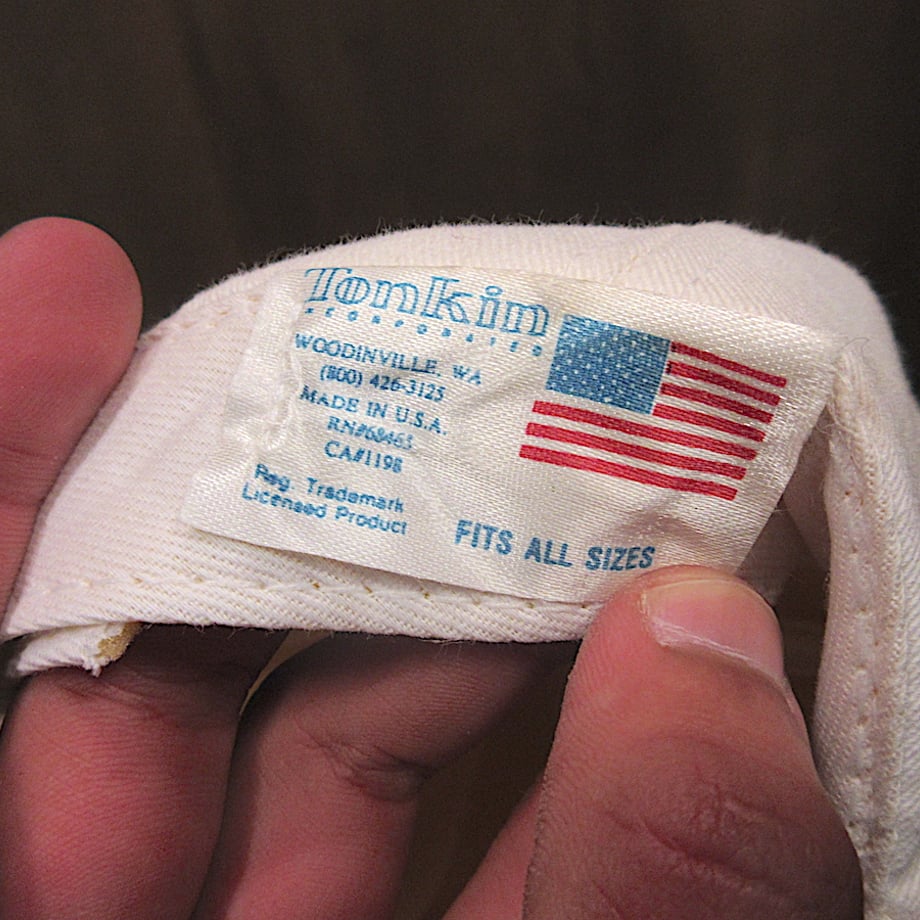 Tonkin
INCORPORATED
WOODINVILLE, WA
(800) 426-3125
MADE IN U.S.A.
RN#68465
CA#1198
Reg. Trademark
Licensed Product
FITS ALL SIZES